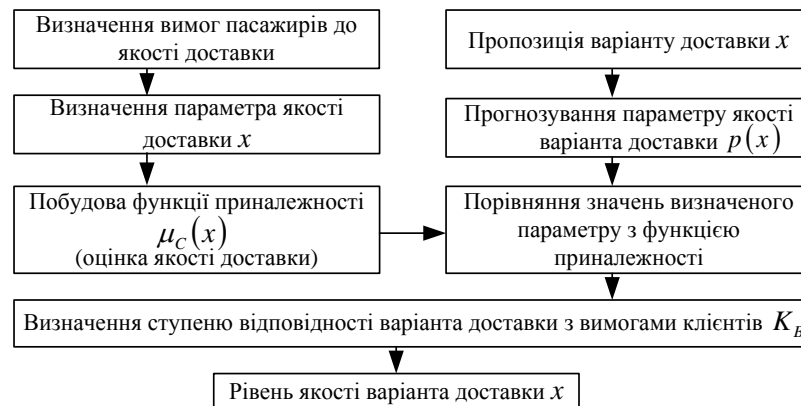 Визначення вимог пасажирів до
якості доставки
Визначення параметра якості
доставки x
Побудова функції приналежності
μ_C(x)
(оцінка якості доставки)
Пропозиція варіанту доставки x
Прогнозування параметру якості
варіанта доставки p(x)
Порівняння значень визначеного
параметру з функцією
приналежності
Визначення ступеню відповідності варіанта доставки з вимогами клієнтів K_B
Рівень якості варіанта доставки x